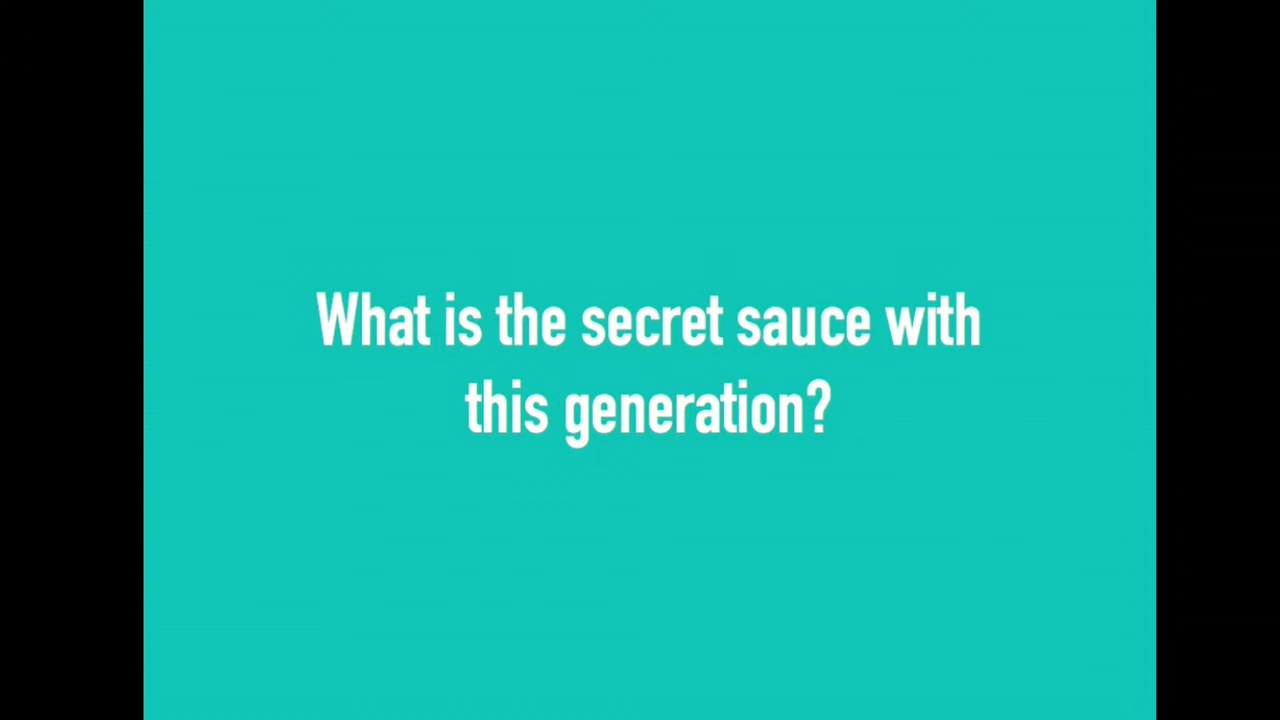 What is the secret sauce with
this generation?